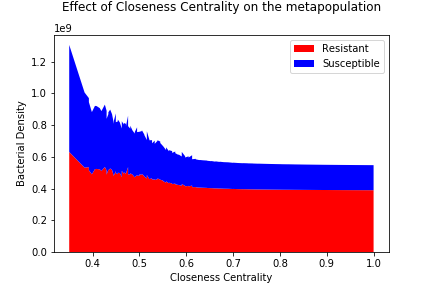 Effect of Closeness Centrality on the metapopulation
1e9
Resistant
Susceptible
1.2
1.0
0.8
0.6
0.4
0.2
0.0
Bacterial Density
0.4 0.5 0.6 0.7 0.8 0.9 1.0
Closeness Centrality